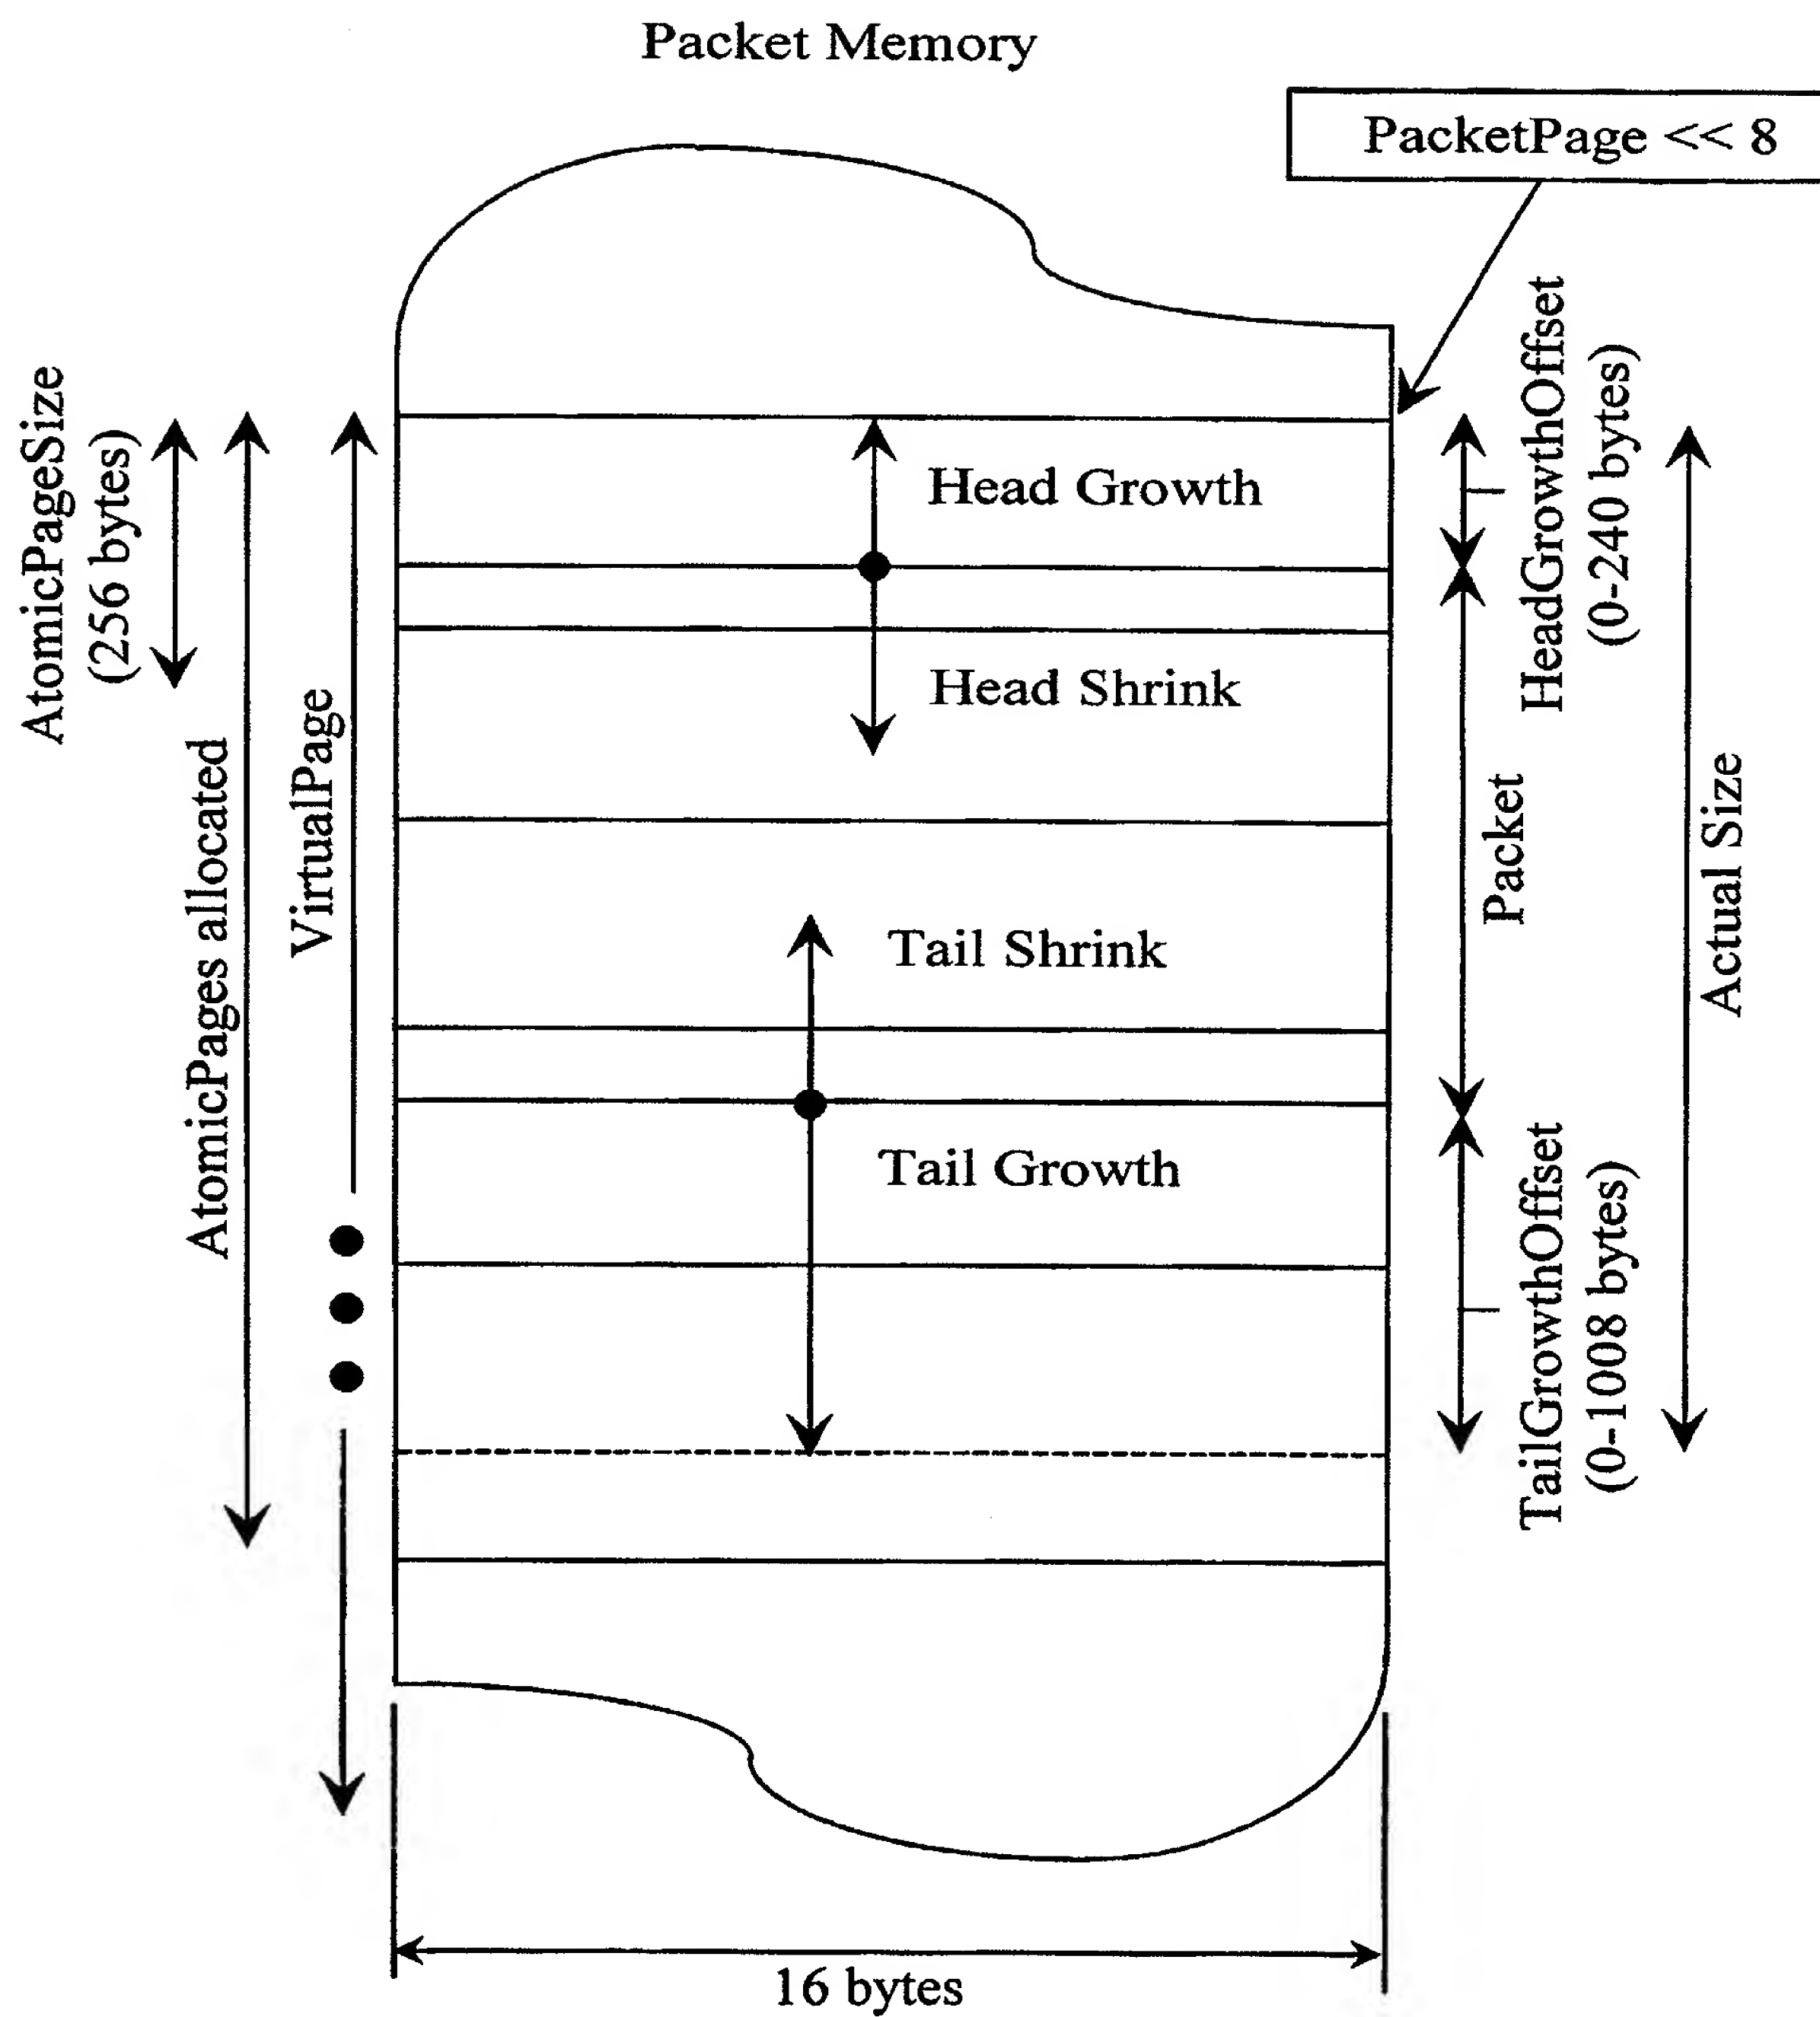 Packet Memory
PacketPage << 8
AtomicPageSize
(256 bytes)
AtomicPages allocated
VirtualPage
Head Growth
Head Shrink
Tail Shrink
Tail Growth
HeadGrowthOffset
(0-240 bytes)
Packet
TailGrowthOffset
(0-1008 bytes)
Actual Size
16 bytes